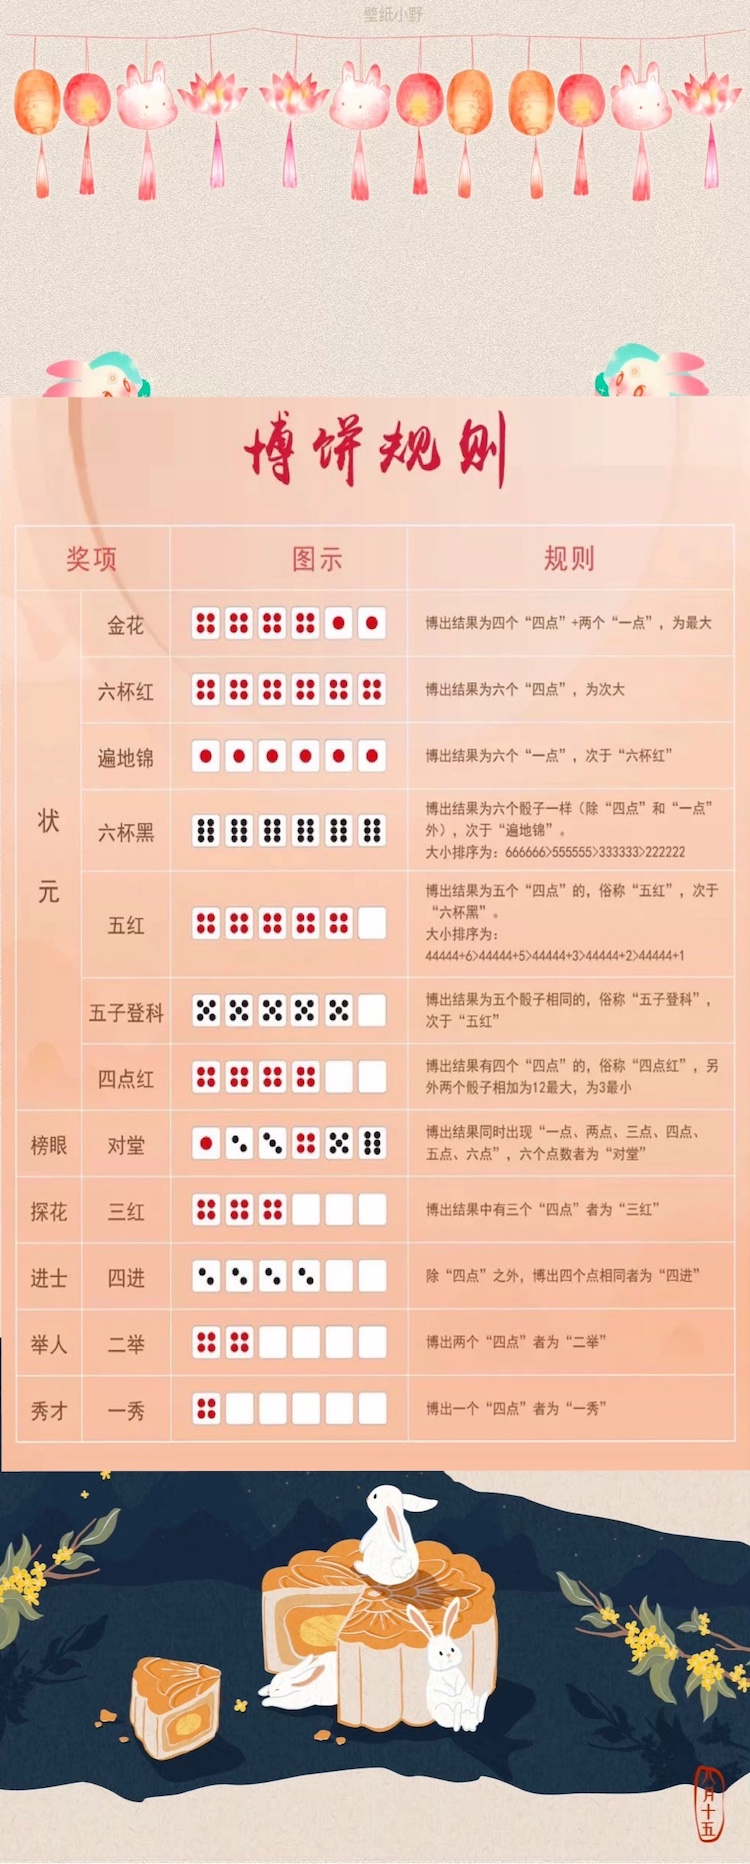 壁纸小野
博饼规则
奖项 图示 规则
状元
金花
博出结果为四个“四点”+两个“一点”，为最大
六杯红
博出结果为六个“四点”，为次大
遍地锦
博出结果为六个“一点”，次于“六杯红”
六杯黑
博出结果为六个骰子一样（除“四点”和“一点”
外），次于“遍地锦”。
大小排序为：666666>555555>333333>222222
五红
博出结果为五个“四点”的，俗称“五红”，次于
“六杯黑”。
大小排序为：
44444+6>44444+5>44444+3>44444+2>44444+1
五子登科
博出结果为五个骰子相同的，俗称“五子登科”，
次于“五红”
四点红
博出结果有四个“四点”的，俗称“四点红”，另
外两个骰子相加为12最大，为3最小
榜眼 对堂
博出结果同时出现“一点、两点、三点、四点、
五点、六点”，六个点数者为“对堂”
探花 三红
博出结果中有三个“四点”者为“三红”
进士 四进
除“四点”之外，博出四个点相同者为“四进”
举人 二举
博出两个“四点”者为“二举”
秀才 一秀
博出一个“四点”者为“一秀”
八月十五